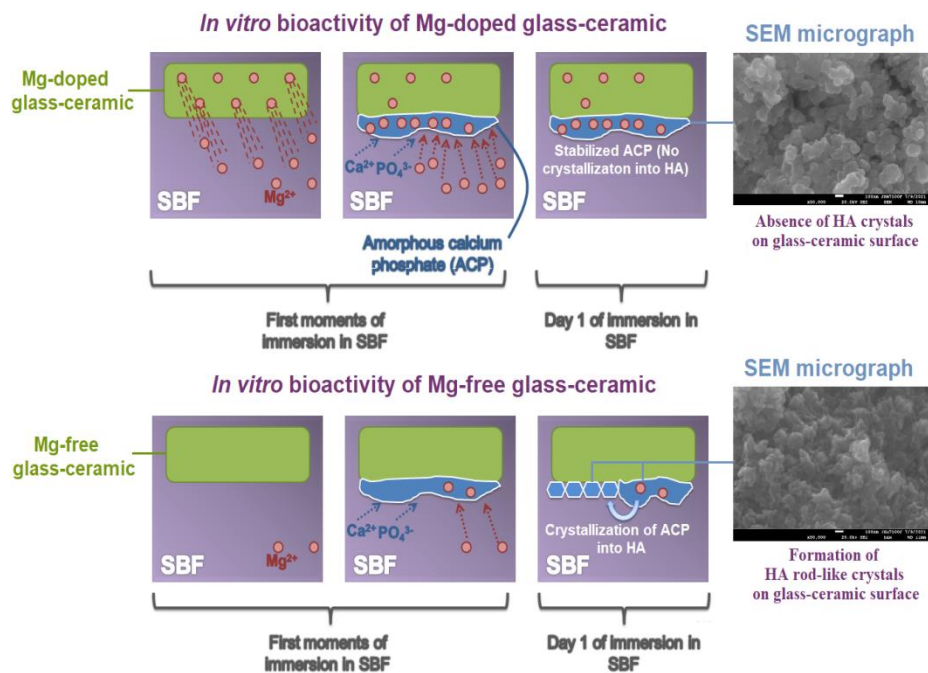 In vitro bioactivity of Mg-doped glass-ceramic
SEM micrograph
Mg-doped
glass-ceramic
Mg²⁺
SBF
Ca²⁺PO₄³⁻
SBF
Stabilized ACP (No
crystallizaton into HA)
SBF
Absence of HA crystals
on glass-ceramic surface
Amorphous calcium
phosphate (ACP)
First moments of
immersion in SBF
Day 1 of immersion in
SBF
In vitro bioactivity of Mg-free glass-ceramic
SEM micrograph
Mg-free
glass-ceramic
Mg²⁺
SBF
Ca²⁺PO₄³⁻
SBF
Crystallization of ACP
into HA
SBF
Formation of
HA rod-like crystals
on glass-ceramic surface
First moments of
immersion in SBF
Day 1 of immersion in
SBF